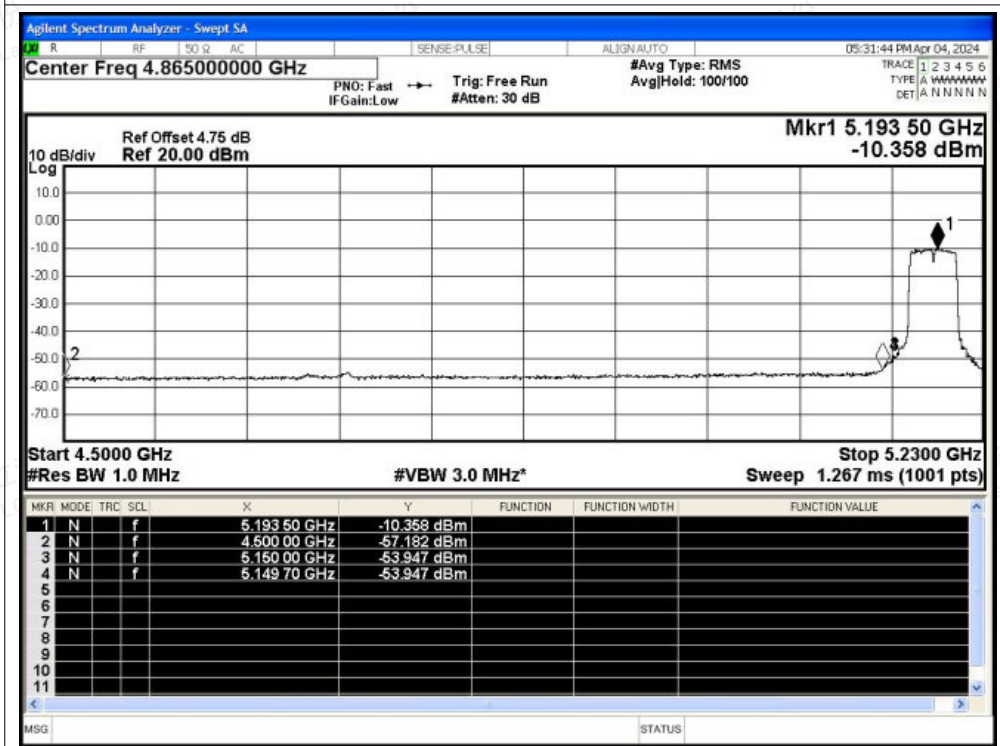 Agilent Spectrum Analyzer - Swept SA
LXI R RF 50 Ω AC SENSE:PULSE ALIGN AUTO 05:31:44 PM Apr 04, 2024
Center Freq 4.865000000 GHz #Avg Type: RMS TRACE 1 2 3 4 5 6
PNO: Fast Trig: Free Run Avg|Hold: 100/100 TYPE A WWWWW
IFGain:Low #Atten: 30 dB DET A N N N N N
Mkr1 5.193 50 GHz
Ref Offset 4.75 dB
10 dB/div Ref 20.00 dBm -10.358 dBm
Log
10.0
0.00
1
-10.0
-20.0
-30.0
-40.0
3
-50.0
2
-60.0
-70.0
Start 4.5000 GHz Stop 5.2300 GHz
#Res BW 1.0 MHz #VBW 3.0 MHz* Sweep 1.267 ms (1001 pts)
MKR MODE TRC SCL X Y FUNCTION FUNCTION WIDTH FUNCTION VALUE
1 N f 5.193 50 GHz -10.358 dBm
2 N f 4.500 00 GHz -57.182 dBm
3 N f 5.150 00 GHz -53.947 dBm
4 N f 5.149 70 GHz -53.947 dBm
5
6
7
8
9
10
11
MSG STATUS